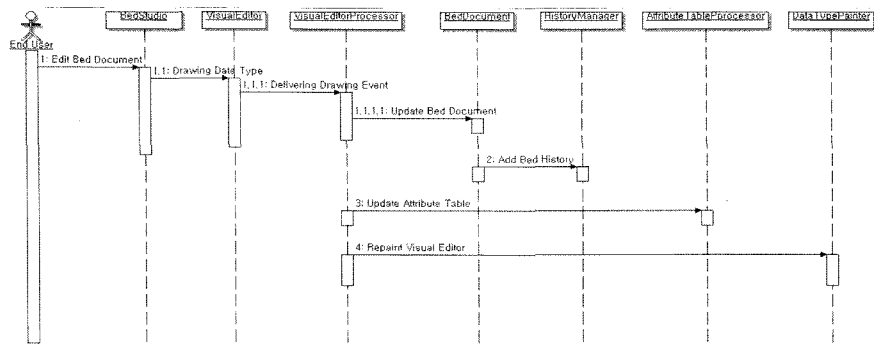 BedStudio
VisualEditor
VisualEditorProcessor
BedDocument
HistoryManager
AttributeTablePprocessor
DataTypePainter
End User
1: Edit Bed Document
1,1: Drawing Date Type
1,1,1: Delivering Drawing Event
1,1,1,1: Update Bed Document
2: Add Bed History
3: Update Attribute Table
4: Repaint Visual Editor